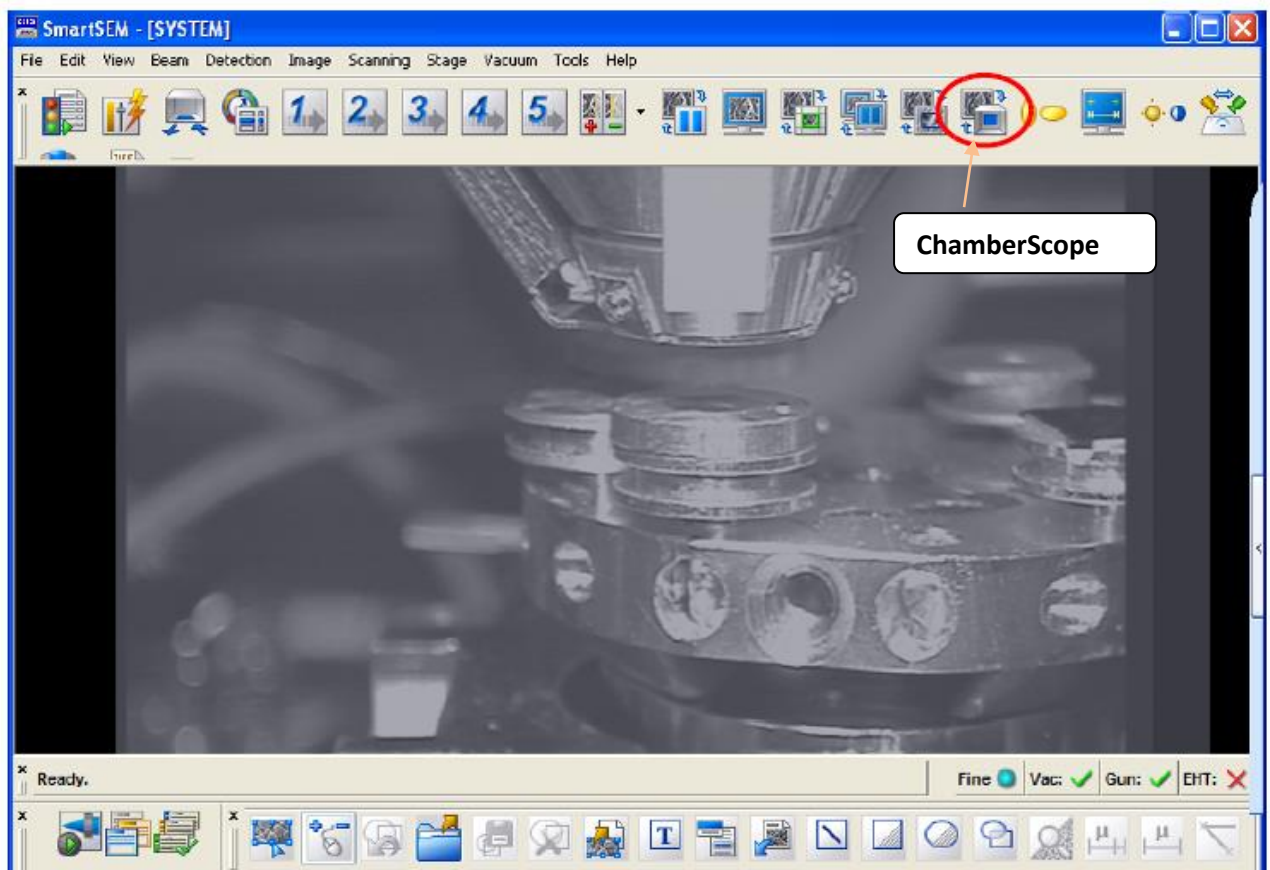 SmartSEM - [SYSTEM]
File Edit View Beam Detection Image Scanning Stage Vacuum Tools Help
1 2 3 4 5
ChamberScope
Ready.
Fine Vac: Gun: EHT:
T
µ µ